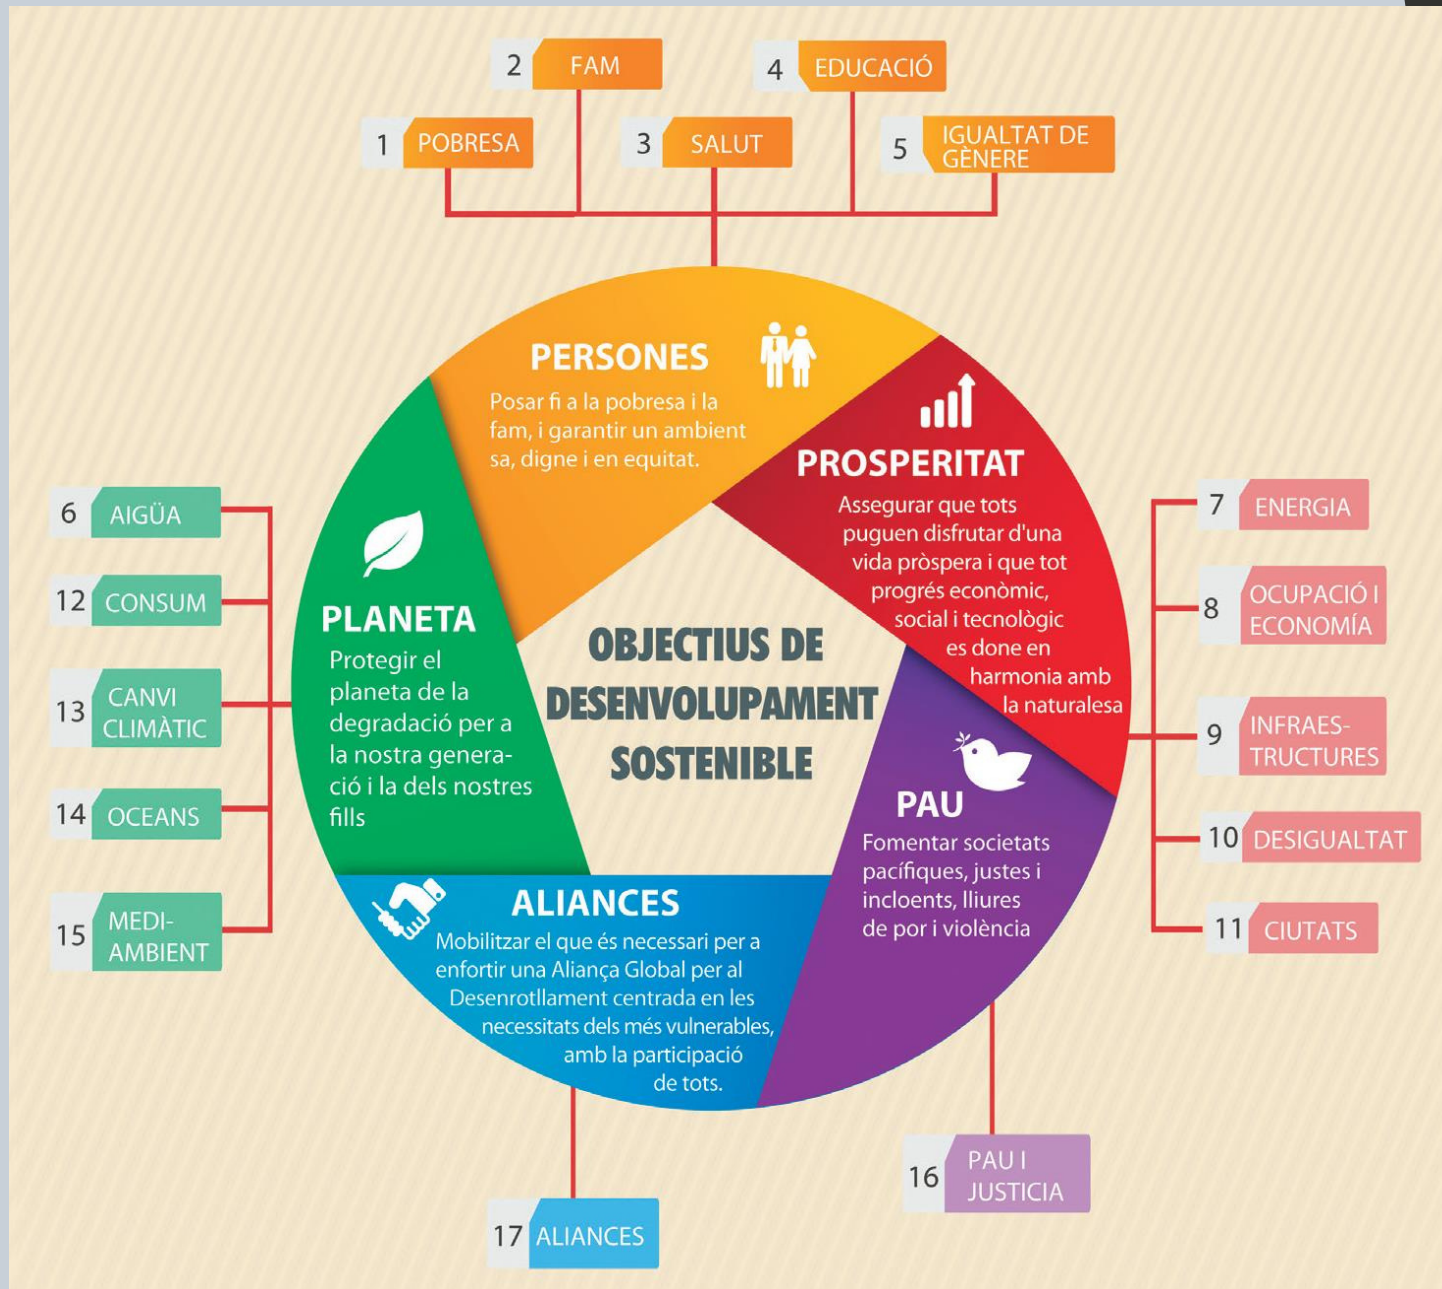 2 FAM
4 EDUCACIÓ
1 POBRESA
3 SALUT
5 IGUALTAT DE
GÈNERE
PERSONES
Posar fi a la pobresa i la
fam, i garantir un ambient
sa, digne i en equitat.
PROSPERITAT
Assegurar que tots
puguen disfrutar d'una
vida pròspera i que tot
progrés econòmic,
social i tecnològic
es done en
harmonia amb
la naturalesa
7 ENERGIA
8 OCUPACIÓ I
ECONOMÍA
9 INFRAES-
TRUCTURES
10 DESIGUALTAT
11 CIUTATS
6 AIGÜA
12 CONSUM
13 CANVI
CLIMÀTIC
14 OCEANS
15 MEDI-
AMBIENT
PLANETA
Protegir el
planeta de la
degradació per a
la nostra genera-
ció i la dels nostres
fills
OBJECTIUS DE
DESENVOLUPAMENT
SOSTENIBLE
PAU
Fomentar societats
pacífiques, justes i
incloents, lliures
de por i violència
ALIANCES
Mobilitzar el que és necessari per a
enfortir una Aliança Global per al
Desenrotllament centrada en les
necessitats dels més vulnerables,
amb la participació
de tots.
16 PAU I
JUSTICIA
17 ALIANCES